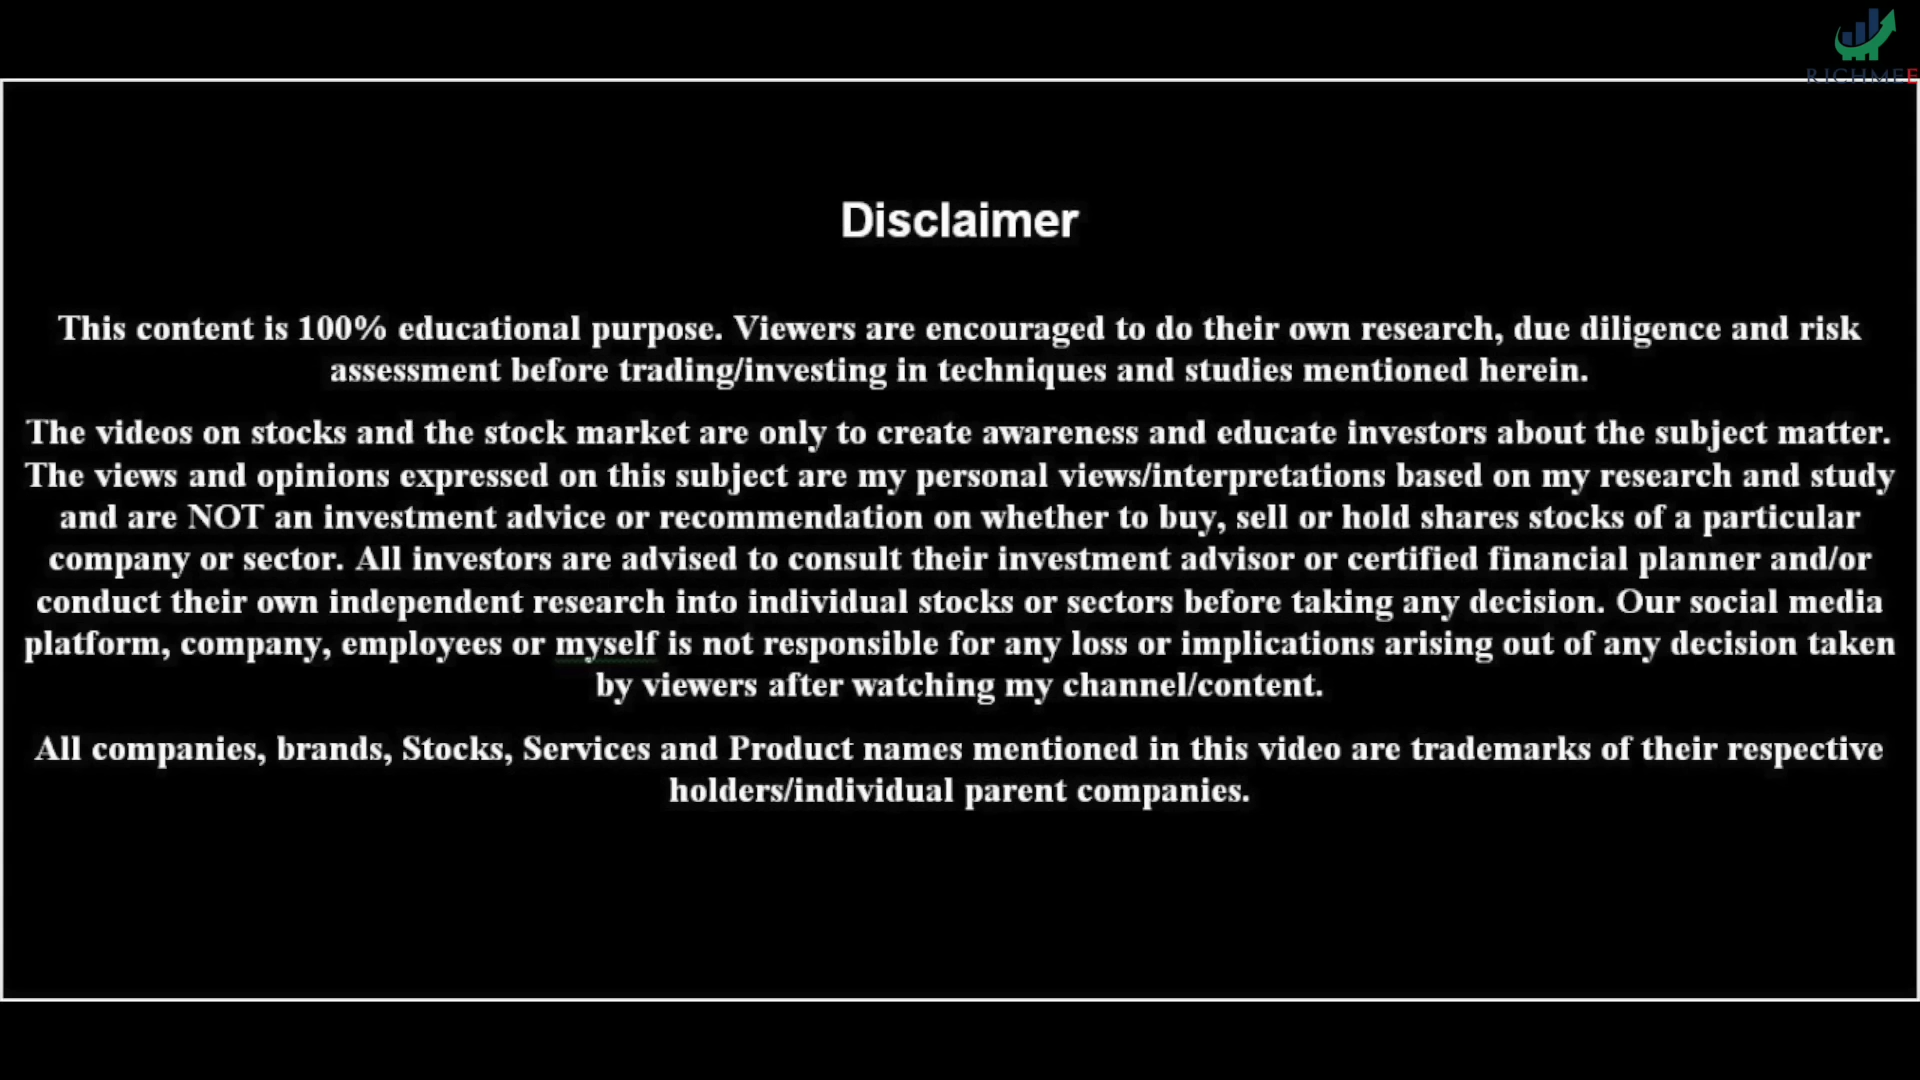 RICHMEE
Disclaimer
This content is 100% educational purpose. Viewers are encouraged to do their own research, due diligence and risk
assessment before trading/investing in techniques and studies mentioned herein.
The videos on stocks and the stock market are only to create awareness and educate investors about the subject matter.
The views and opinions expressed on this subject are my personal views/interpretations based on my research and study
and are NOT an investment advice or recommendation on whether to buy, sell or hold shares stocks of a particular
company or sector. All investors are advised to consult their investment advisor or certified financial planner and/or
conduct their own independent research into individual stocks or sectors before taking any decision. Our social media
platform, company, employees or myself is not responsible for any loss or implications arising out of any decision taken
by viewers after watching my channel/content.
All companies, brands, Stocks, Services and Product names mentioned in this video are trademarks of their respective
holders/individual parent companies.